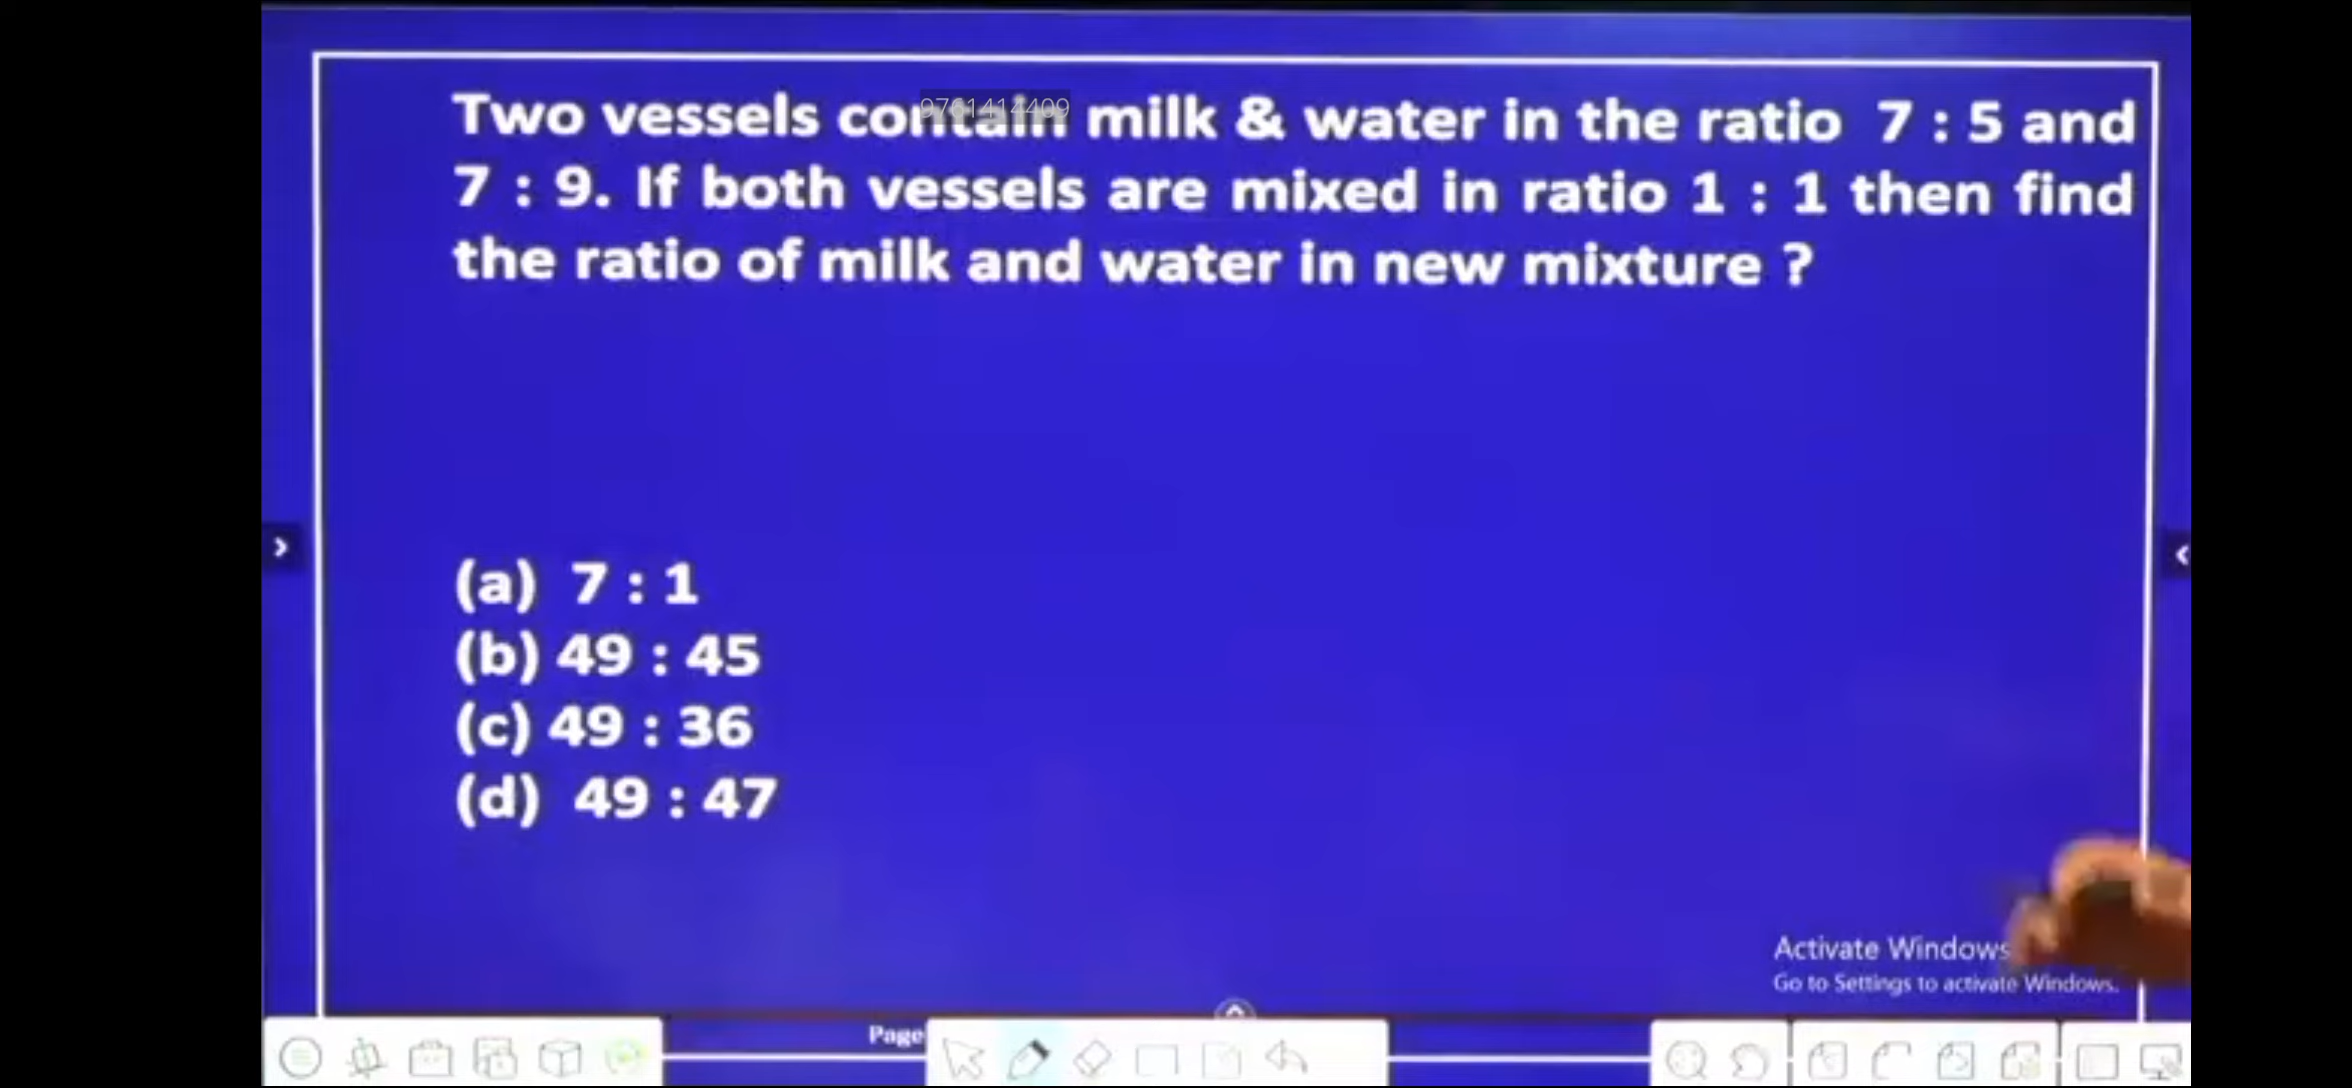 9761414409
Two vessels contain milk & water in the ratio 7 : 5 and
7 : 9. If both vessels are mixed in ratio 1 : 1 then find
the ratio of milk and water in new mixture ?
(a) 7 : 1
(b) 49 : 45
(c) 49 : 36
(d) 49 : 47
Activate Windows
Go to Settings to activate Windows.
Page